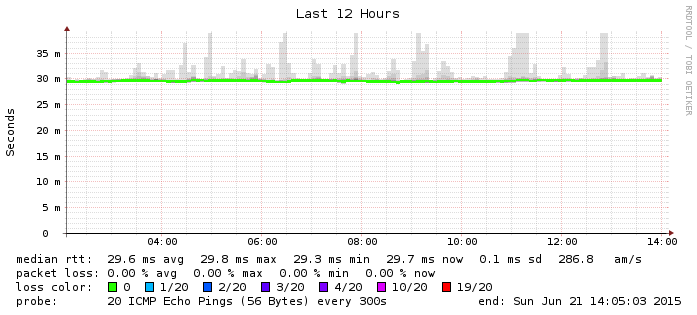 Last 12 Hours
RRDTOOL / TOBI OETIKER
Seconds
35 m
30 m
25 m
20 m
15 m
10 m
5 m
0
04:00 06:00 08:00 10:00 12:00 14:00
median rtt: 29.6 ms avg 29.8 ms max 29.3 ms min 29.7 ms now 0.1 ms sd 286.8 am/s
packet loss: 0.00 % avg 0.00 % max 0.00 % min 0.00 % now
loss color: 0 1/20 2/20 3/20 4/20 10/20 19/20
probe: 20 ICMP Echo Pings (56 Bytes) every 300s end: Sun Jun 21 14:05:03 2015